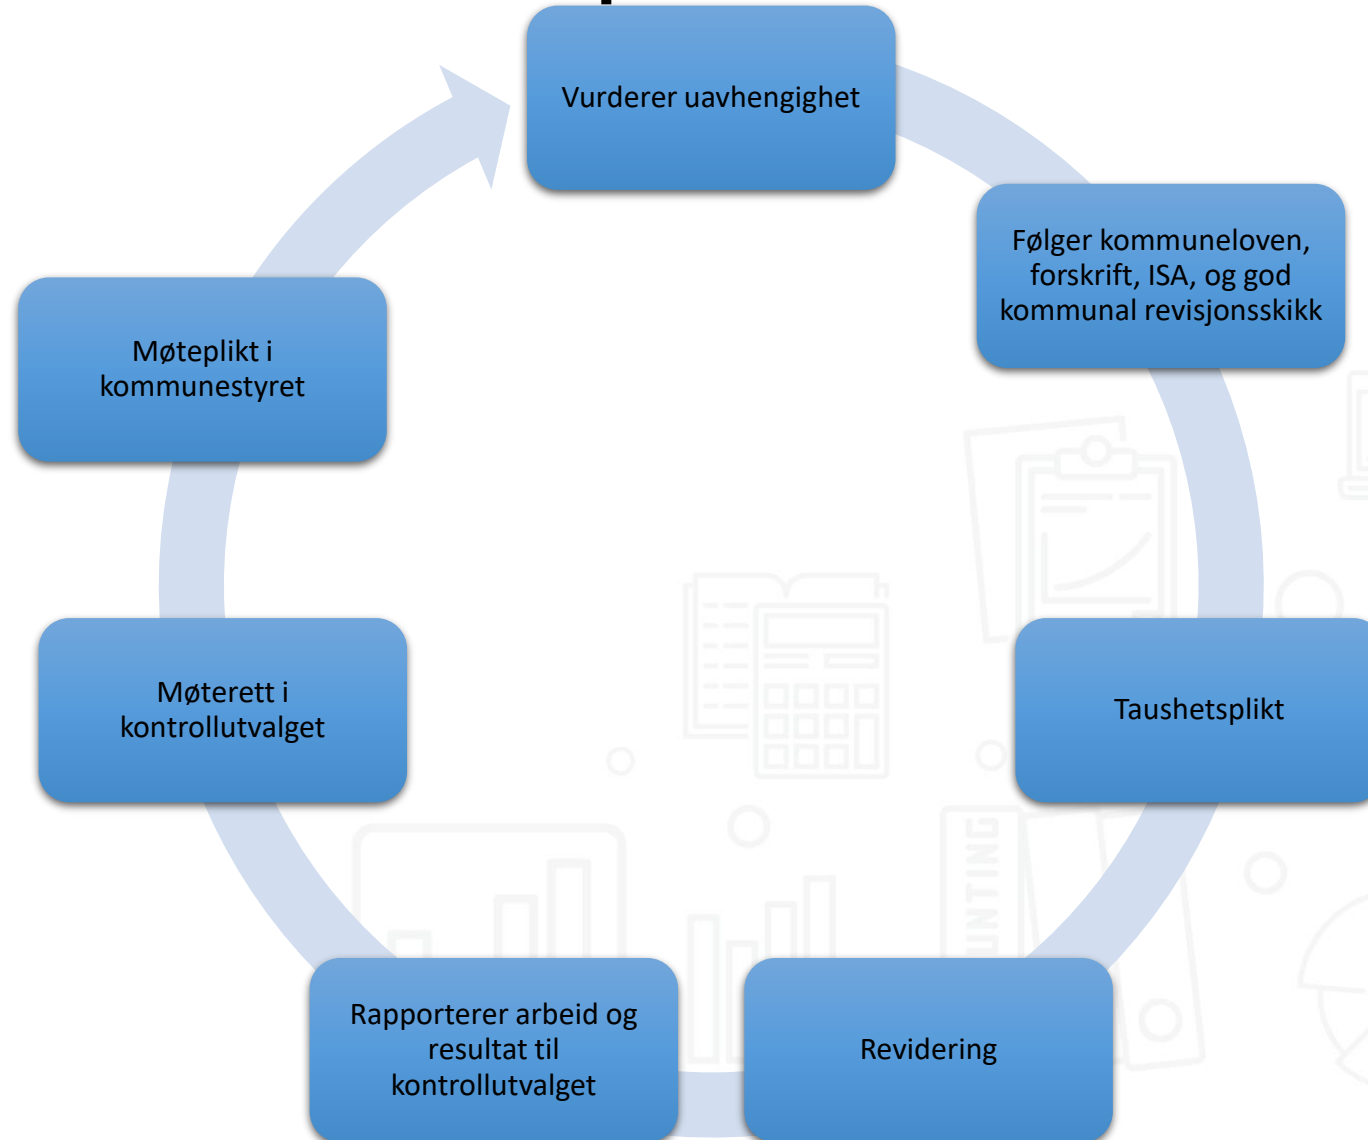 Vurderer uavhengighet
Følger kommuneloven,
forskrift, ISA, og god
kommunal revisjonsskikk
Taushetsplikt
Revidering
Rapporterer arbeid og
resultat til
kontrollutvalget
Møterett i
kontrollutvalget
Møteplikt i
kommunestyret
UNTING